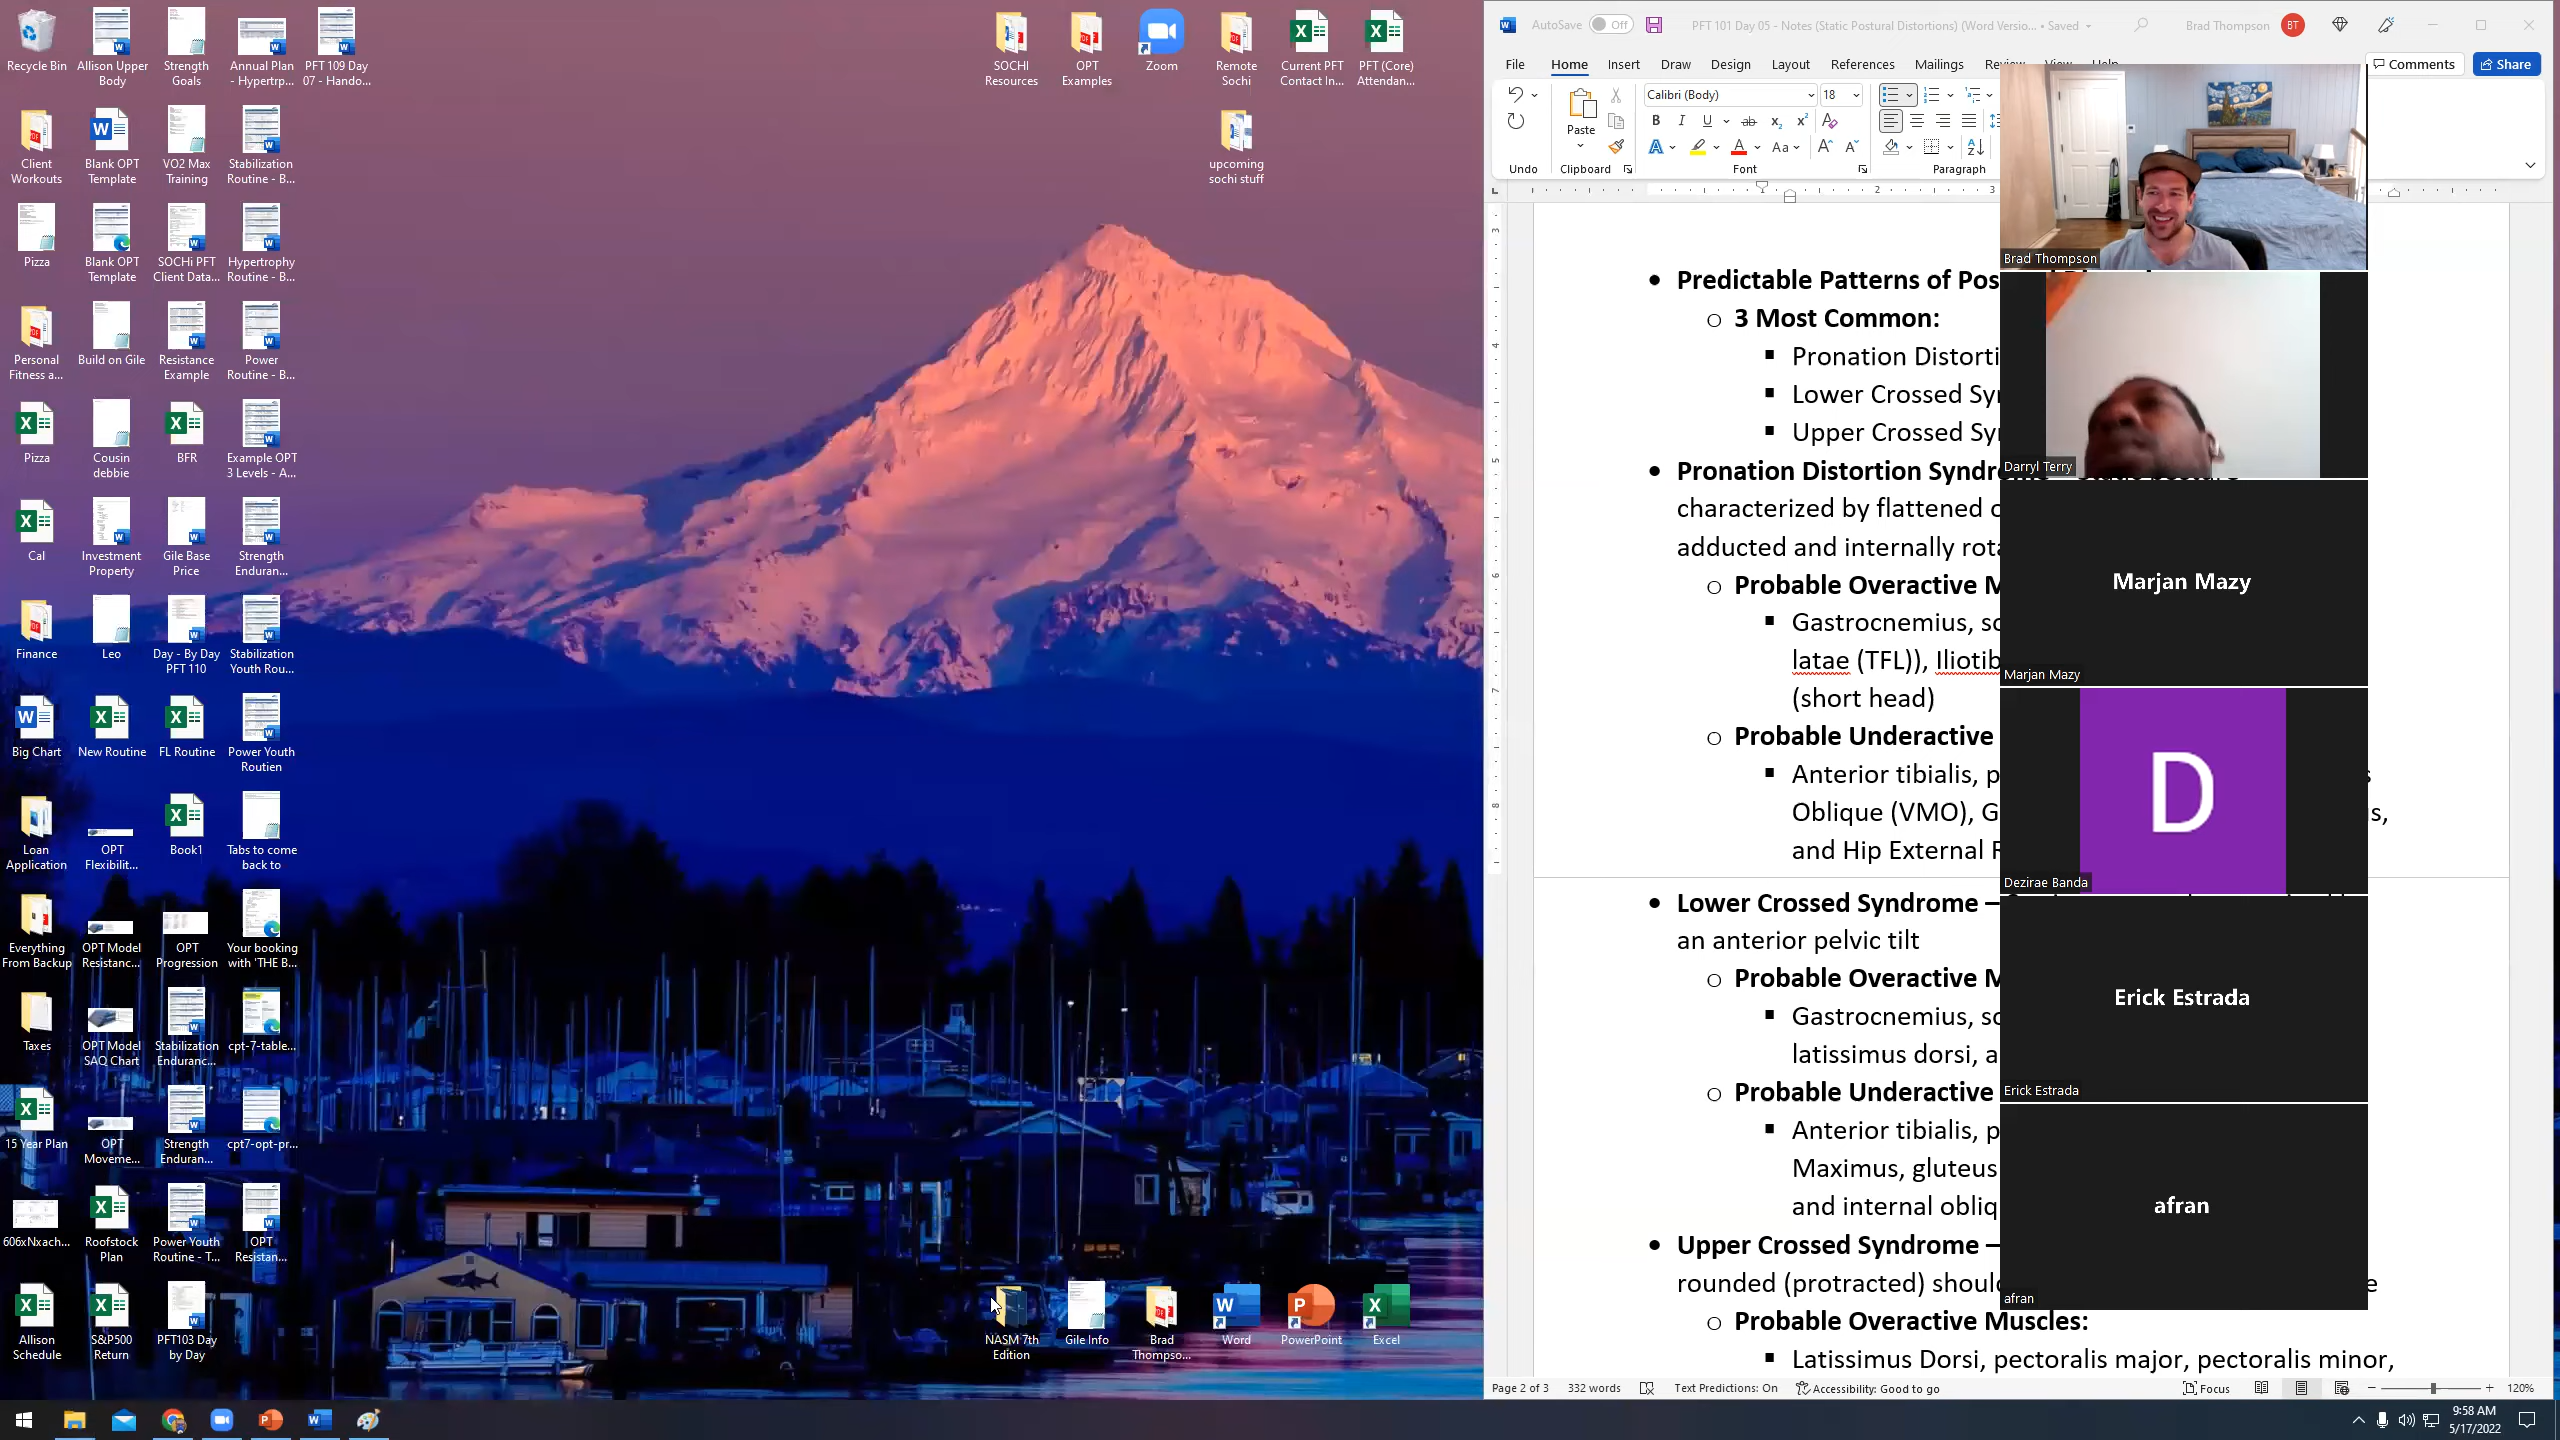 Recycle Bin
Allison Upper
Body
Strength
Goals
Annual Plan
- Hypertrp...
PFT 109 Day
07 - Hando...
Client
Workouts
Blank OPT
Template
VO2 Max
Training
Stabilization
Routine - B...
Pizza
Blank OPT
Template
SOCHi PFT
Client Data...
Hypertrophy
Routine - B...
Personal
Fitness a...
Build on Gile
Resistance
Example
Power
Routine - B...
Pizza
Cousin
debbie
BFR
Example OPT
3 Levels - A...
Cal
Investment
Property
Gile Base
Price
Strength
Enduran...
Finance
Leo
Day - By Day
PFT 110
Stabilization
Youth Rou...
Big Chart
New Routine
FL Routine
Power Youth
Routien
Loan
Application
OPT
Flexibilit...
Book1
Tabs to come
back to
Everything
From Backup
OPT Model
Resistanc...
OPT
Progression
Your booking
with 'THE B...
Taxes
OPT Model
SAQ Chart
Stabilization
Enduranc...
cpt-7-table...
15 Year Plan
OPT
Moveme...
Strength
Enduran...
cpt7-opt-pr...
606xNxach...
Roofstock
Plan
Power Youth
Routine - T...
OPT
Resistan...
Allison
Schedule
S&P500
Return
PFT103 Day
by Day
SOCHI
Resources
OPT
Examples
Zoom
Remote
Sochi
Current PFT
Contact In...
PFT (Core)
Attendan...
upcoming
sochi stuff
NASM 7th
Edition
Gile Info
Brad
Thompso...
Word
PowerPoint
Excel
AutoSave Off PFT 101 Day 05 - Notes (Static Postural Distortions) (Word Versio... • Saved Brad Thompson BT
File Home Insert Draw Design Layout References Mailings Review View Help Comments Share
Calibri (Body) 18
Paste
Undo Clipboard Font Paragraph
2 3
Predictable Patterns of Pos
3 Most Common:
Pronation Distorti
Lower Crossed Syn
Upper Crossed Syn
Pronation Distortion Syndro
characterized by flattened
adducted and internally rota
Probable Overactive M
Gastrocnemius, so
latae (TFL)), Iliotib
(short head)
Probable Underactive
Anterior tibialis, p s
Oblique (VMO), G s,
and Hip External R
Lower Crossed Syndrome –
an anterior pelvic tilt
Probable Overactive M
Gastrocnemius, so
latissimus dorsi, a
Probable Underactive
Anterior tibialis, p
Maximus, gluteus
and internal obliq
Upper Crossed Syndrome –
rounded (protracted) should e
Probable Overactive Muscles:
Latissimus Dorsi, pectoralis major, pectoralis minor,
Brad Thompson
Darryl Terry
Marjan Mazy
Marjan Mazy
D
Dezirae Banda
Erick Estrada
Erick Estrada
afran
afran
Page 2 of 3 332 words Text Predictions: On Accessibility: Good to go Focus 120%
9:58 AM
5/17/2022